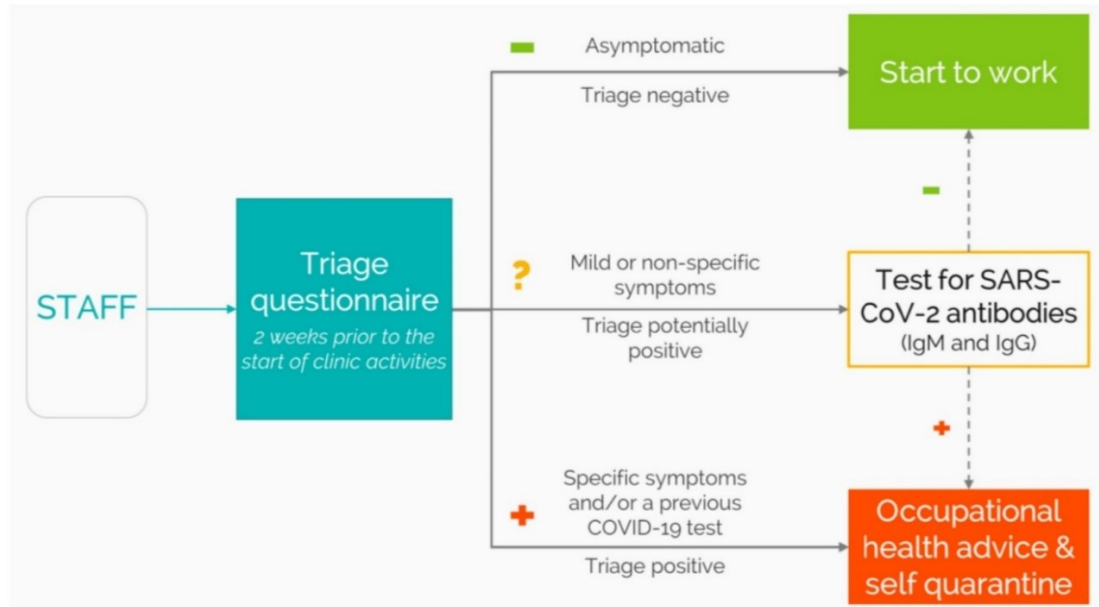 STAFF
Triage
questionnaire
2 weeks prior to the
start of clinic activities
–
Asymptomatic
Triage negative
Start to work
?
Mild or non-specific
symptoms
Triage potentially
positive
–
Test for SARS-
CoV-2 antibodies
(IgM and IgG)
+
+
Specific symptoms
and/or a previous
COVID-19 test
Triage positive
Occupational
health advice &
self quarantine